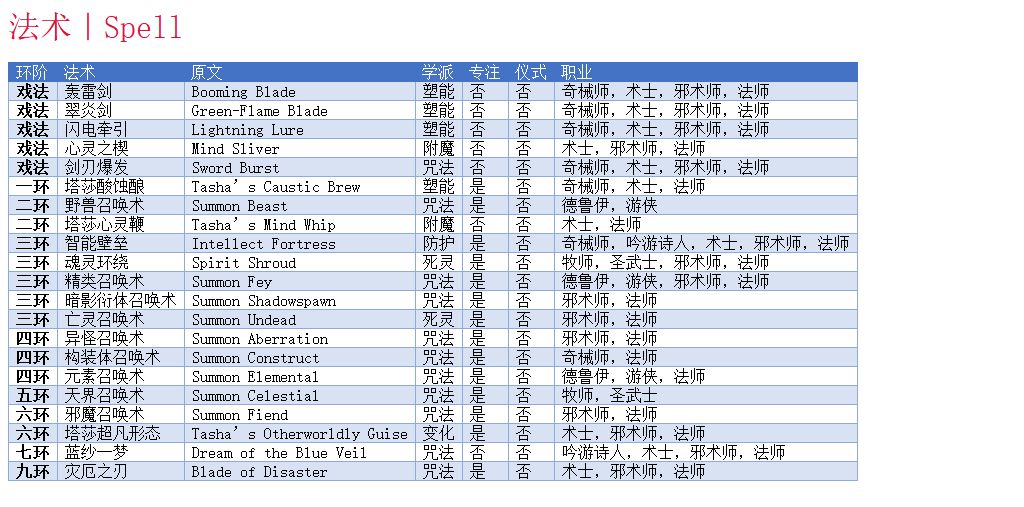 法术丨Spell
环阶 法术 原文 学派 专注 仪式 职业
戏法 轰雷剑 Booming Blade 塑能 否 否 奇械师，术士，邪术师，法师
戏法 翠炎剑 Green-Flame Blade 塑能 否 否 奇械师，术士，邪术师，法师
戏法 闪电牵引 Lightning Lure 塑能 否 否 奇械师，术士，邪术师，法师
戏法 心灵之楔 Mind Sliver 附魔 否 否 术士，邪术师，法师
戏法 剑刃爆发 Sword Burst 咒法 否 否 奇械师，术士，邪术师，法师
一环 塔莎酸蚀酿 Tasha’s Caustic Brew 塑能 是 否 奇械师，术士，法师
二环 野兽召唤术 Summon Beast 咒法 是 否 德鲁伊，游侠
二环 塔莎心灵鞭 Tasha’s Mind Whip 附魔 否 否 术士，法师
三环 智能壁垒 Intellect Fortress 防护 是 否 奇械师，吟游诗人，术士，邪术师，法师
三环 魂灵环绕 Spirit Shroud 死灵 是 否 牧师，圣武士，邪术师，法师
三环 精类召唤术 Summon Fey 咒法 是 否 德鲁伊，游侠，邪术师，法师
三环 暗影衍体召唤术 Summon Shadowspawn 咒法 是 否 邪术师，法师
三环 亡灵召唤术 Summon Undead 死灵 是 否 邪术师，法师
四环 异怪召唤术 Summon Aberration 咒法 是 否 邪术师，法师
四环 构装体召唤术 Summon Construct 咒法 是 否 奇械师，法师
四环 元素召唤术 Summon Elemental 咒法 是 否 德鲁伊，游侠，法师
五环 天界召唤术 Summon Celestial 咒法 是 否 牧师，圣武士
六环 邪魔召唤术 Summon Fiend 咒法 是 否 邪术师，法师
六环 塔莎超凡形态 Tasha’s Otherworldly Guise 变化 是 否 术士，邪术师，法师
七环 蓝纱一梦 Dream of the Blue Veil 咒法 否 否 吟游诗人，术士，邪术师，法师
九环 灾厄之刃 Blade of Disaster 咒法 是 否 术士，邪术师，法师